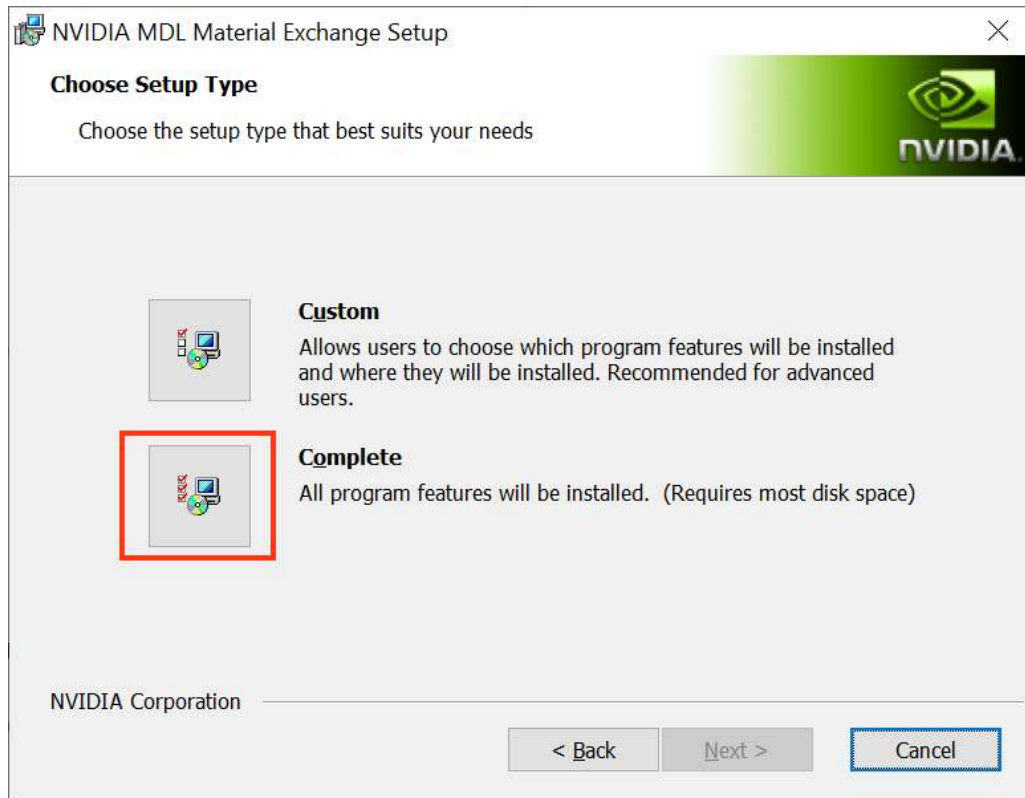 NVIDIA MDL Material Exchange Setup
Choose Setup Type
Choose the setup type that best suits your needs
NVIDIA.
Custom
Allows users to choose which program features will be installed
and where they will be installed. Recommended for advanced
users.
Complete
All program features will be installed.  (Requires most disk space)
NVIDIA Corporation
< Back
Next >
Cancel